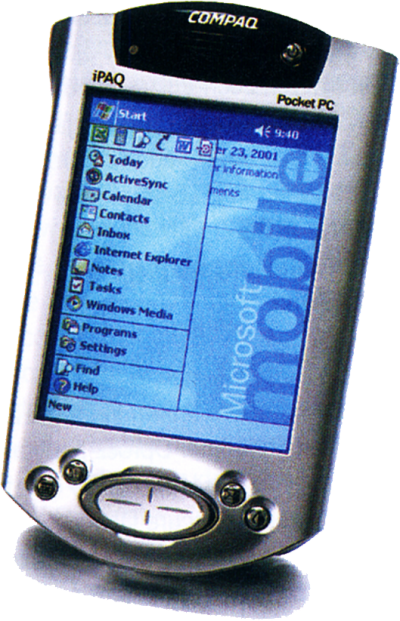 COMPAQ
iPAQ
Pocket PC
Start
9:40
er 23, 2001
Today
er Information
ActiveSync
ments
Calendar
Contacts
Inbox
Internet Explorer
Notes
Tasks
Windows Media
Programs
Settings
Find
Help
New
Microsoft
mobile